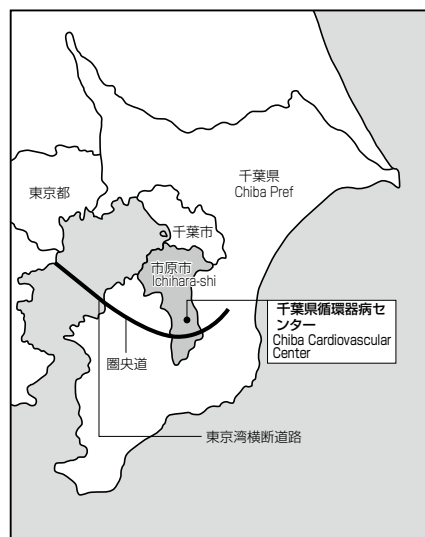 千葉県
Chiba Pref
東京都
千葉市
市原市
Ichihara-shi
千葉県循環器病セ
ンター
Chiba Cardiovascular
Center
圏央道
東京湾横断道路